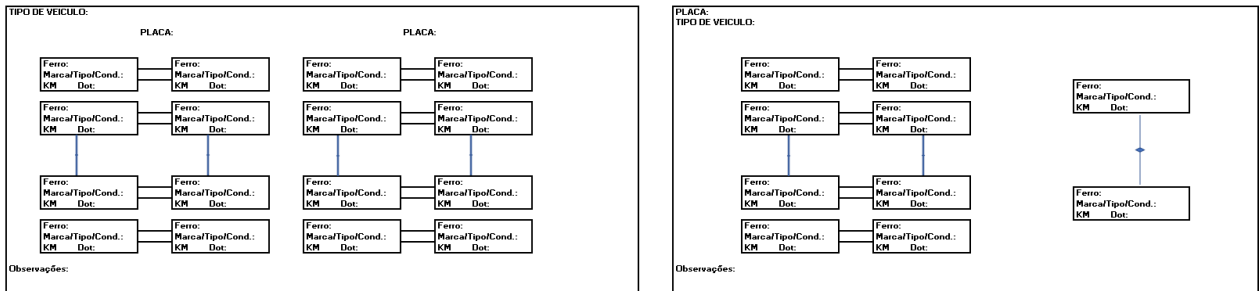 TIPO DE VEICULO:
PLACA: PLACA:
Ferro: Ferro: Ferro: Ferro:
Marca/Tipo/Cond.: Marca/Tipo/Cond.: Marca/Tipo/Cond.: Marca/Tipo/Cond.:
KM Dot: KM Dot: KM Dot: KM Dot:
Ferro: Ferro: Ferro: Ferro:
Marca/Tipo/Cond.: Marca/Tipo/Cond.: Marca/Tipo/Cond.: Marca/Tipo/Cond.:
KM Dot: KM Dot: KM Dot: KM Dot:
Ferro: Ferro: Ferro: Ferro:
Marca/Tipo/Cond.: Marca/Tipo/Cond.: Marca/Tipo/Cond.: Marca/Tipo/Cond.:
KM Dot: KM Dot: KM Dot: KM Dot:
Ferro: Ferro: Ferro: Ferro:
Marca/Tipo/Cond.: Marca/Tipo/Cond.: Marca/Tipo/Cond.: Marca/Tipo/Cond.:
KM Dot: KM Dot: KM Dot: KM Dot:
Observações:
PLACA:
TIPO DE VEICULO:
Ferro: Ferro:
Marca/Tipo/Cond.: Marca/Tipo/Cond.:
KM Dot: KM Dot:
Ferro:
Marca/Tipo/Cond.:
KM Dot:
Ferro: Ferro:
Marca/Tipo/Cond.: Marca/Tipo/Cond.:
KM Dot: KM Dot:
Ferro: Ferro:
Marca/Tipo/Cond.: Marca/Tipo/Cond.:
KM Dot: KM Dot:
Ferro:
Marca/Tipo/Cond.:
KM Dot:
Ferro: Ferro:
Marca/Tipo/Cond.: Marca/Tipo/Cond.:
KM Dot: KM Dot:
Observações: